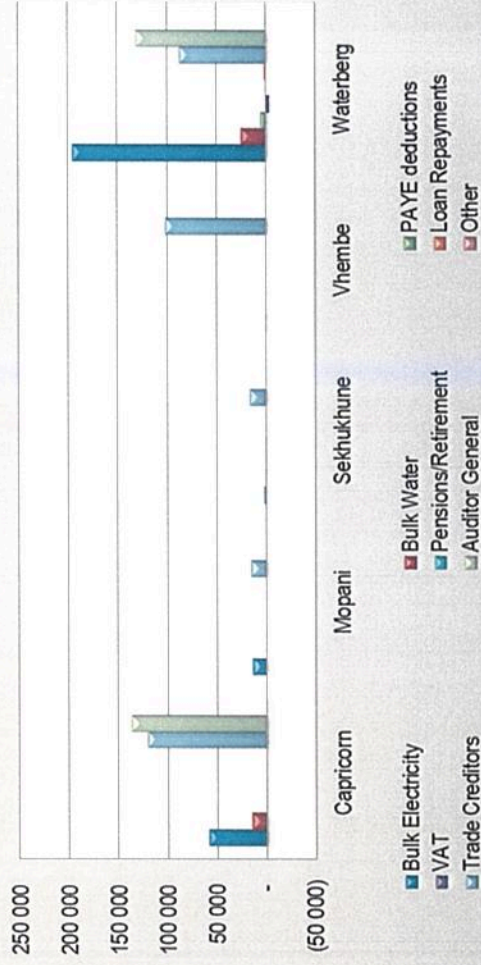 250 000
200 000
150 000
100 000
50 000
-
(50 000)
Capricorn Mopani Sekhukhune Vhembe Waterberg
Bulk Electricity Bulk Water PAYE deductions
VAT Pensions/Retirement Loan Repayments
Trade Creditors Auditor General Other